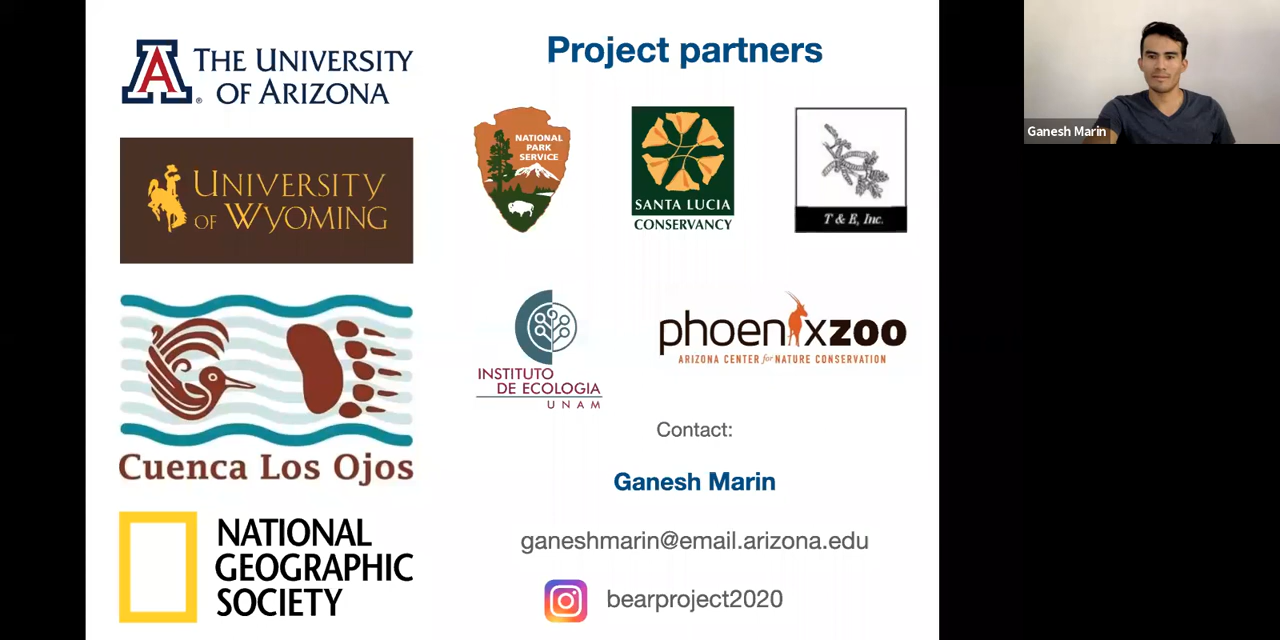 THE UNIVERSITY
OF ARIZONA
UNIVERSITY
OF WYOMING
Cuenca Los Ojos
NATIONAL
GEOGRAPHIC
SOCIETY
Project partners
NATIONAL
PARK
SERVICE
SANTA LUCIA
CONSERVANCY
T & E, Inc.
INSTITUTO
DE ECOLOGIA
UNAM
phoenixzoo
ARIZONA CENTER for NATURE CONSERVATION
Contact:
Ganesh Marin
ganeshmarin@email.arizona.edu
bearproject2020
Ganesh Marin